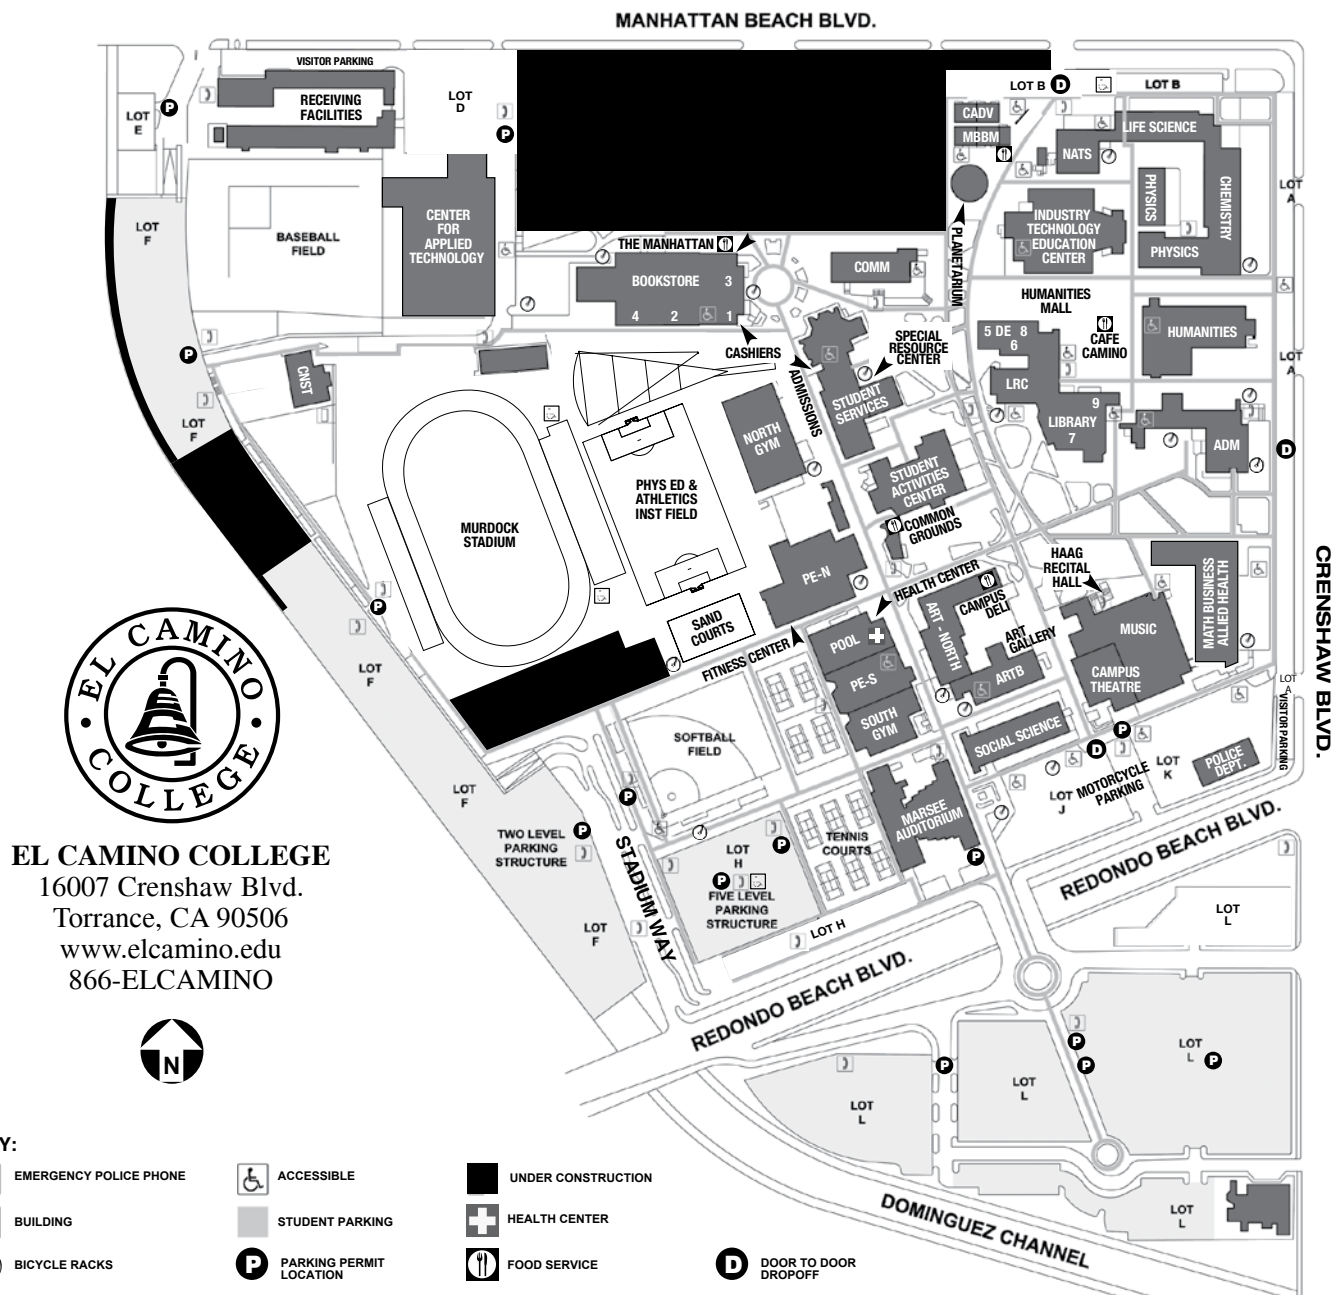 MANHATTAN BEACH BLVD.
VISITOR PARKING
RECEIVING
FACILITIES
LOT
E
P
LOT
D
P
LOT B
D
LOT B
CADV
MBBM
NATS
LIFE SCIENCE
PHYSICS
CHEMISTRY
PHYSICS
LOT
A
INDUSTRY
TECHNOLOGY
EDUCATION
CENTER
PLANETARIUM
LOT
F
BASEBALL
FIELD
CENTER
FOR
APPLIED
TECHNOLOGY
THE MANHATTAN
BOOKSTORE
3
4
2
1
COMM
HUMANITIES
MALL
HUMANITIES
CAFE
CAMINO
5 DE 8
6
LRC
9
LIBRARY
7
LOT
A
ADM
D
P
CNST
LOT
F
CASHIERS
ADMISSIONS
SPECIAL
RESOURCE
CENTER
STUDENT
SERVICES
NORTH
GYM
STUDENT
ACTIVITIES
CENTER
COMMON
GROUNDS
PHYS ED &
ATHLETICS
INST FIELD
MURDOCK
STADIUM
PE-N
HEALTH CENTER
HAAG
RECITAL
HALL
MATH BUSINESS
ALLIED HEALTH
CRENSHAW BLVD.
P
SAND
COURTS
FITNESS CENTER
POOL
PE-S
SOUTH
GYM
ART - NORTH
CAMPUS
DELI
ART
GALLERY
ARTB
MUSIC
CAMPUS
THEATRE
LOT
A
VISITOR PARKING
LOT
F
SOFTBALL
FIELD
SOCIAL SCIENCE
D
P
LOT
K
POLICE
DEPT.
LOT
J
MOTORCYCLE
PARKING
MARSEE
AUDITORIUM
P
TENNIS
COURTS
LOT
F
TWO LEVEL
PARKING
STRUCTURE
P
P
STADIUM WAY
LOT
H
P
P
FIVE LEVEL
PARKING
STRUCTURE
LOT
F
LOT H
REDONDO BEACH BLVD.
REDONDO BEACH BLVD.
LOT
L
LOT
L
P
P
P
P
LOT
L
LOT
L
LOT
L
DOMINGUEZ CHANNEL
EL CAMINO
COLLEGE
EL CAMINO COLLEGE
16007 Crenshaw Blvd.
Torrance, CA 90506
www.elcamino.edu
866-ELCAMINO
N
Y:
EMERGENCY POLICE PHONE
ACCESSIBLE
UNDER CONSTRUCTION
BUILDING
STUDENT PARKING
HEALTH CENTER
BICYCLE RACKS
P
PARKING PERMIT
LOCATION
FOOD SERVICE
D
DOOR TO DOOR
DROPOFF